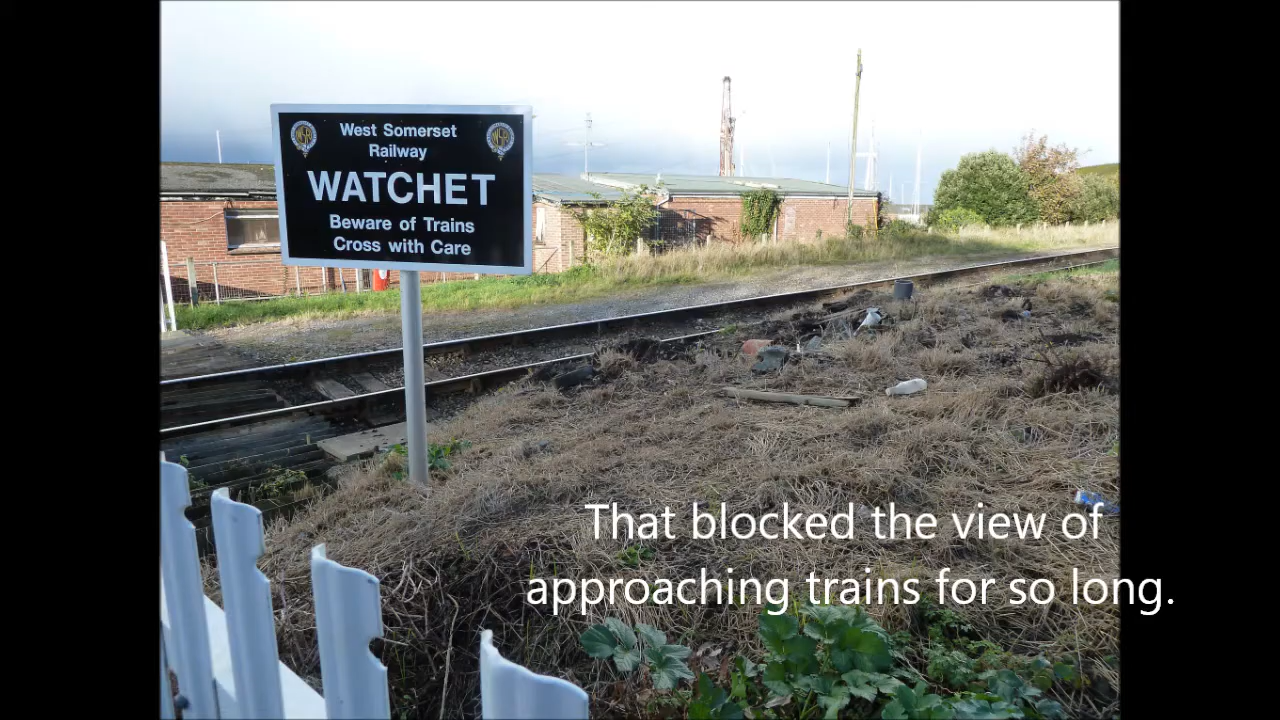 West Somerset
Railway
WATCHET
Beware of Trains
Cross with Care
That blocked the view of
approaching trains for so long.